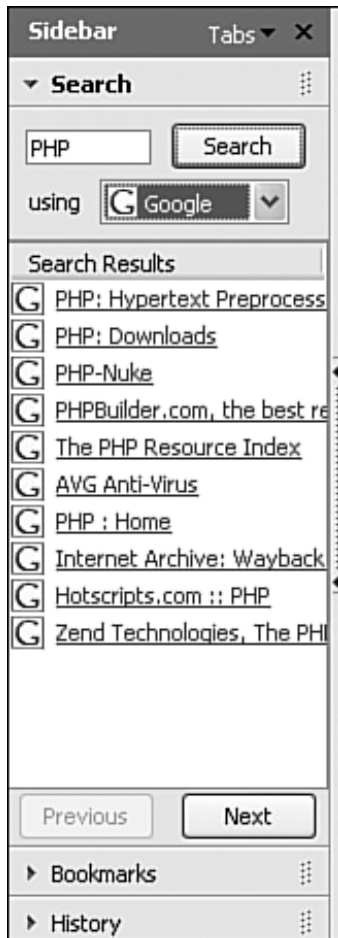 Sidebar Tabs
Search
PHP Search
using G Google
Search Results
G PHP: Hypertext Preprocess
G PHP: Downloads
G PHP-Nuke
G PHPBuilder.com, the best re
G The PHP Resource Index
G AVG Anti-Virus
G PHP : Home
G Internet Archive: Wayback
G Hotscripts.com :: PHP
G Zend Technologies, The PH
Previous Next
Bookmarks
History